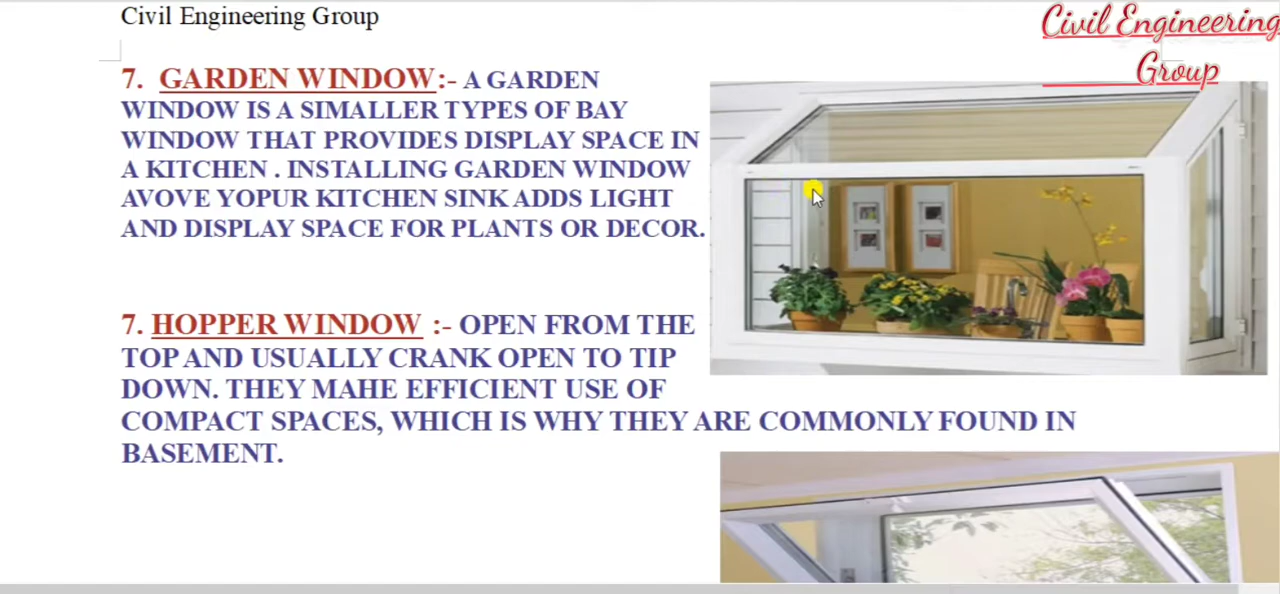 Civil Engineering Group
Civil Engineering
Group
7. GARDEN WINDOW:- A GARDEN
WINDOW IS A SIMALLER TYPES OF BAY
WINDOW THAT PROVIDES DISPLAY SPACE IN
A KITCHEN . INSTALLING GARDEN WINDOW
AVOVE YOPUR KITCHEN SINK ADDS LIGHT
AND DISPLAY SPACE FOR PLANTS OR DECOR.
7. HOPPER WINDOW :- OPEN FROM THE
TOP AND USUALLY CRANK OPEN TO TIP
DOWN. THEY MAHE EFFICIENT USE OF
COMPACT SPACES, WHICH IS WHY THEY ARE COMMONLY FOUND IN
BASEMENT.